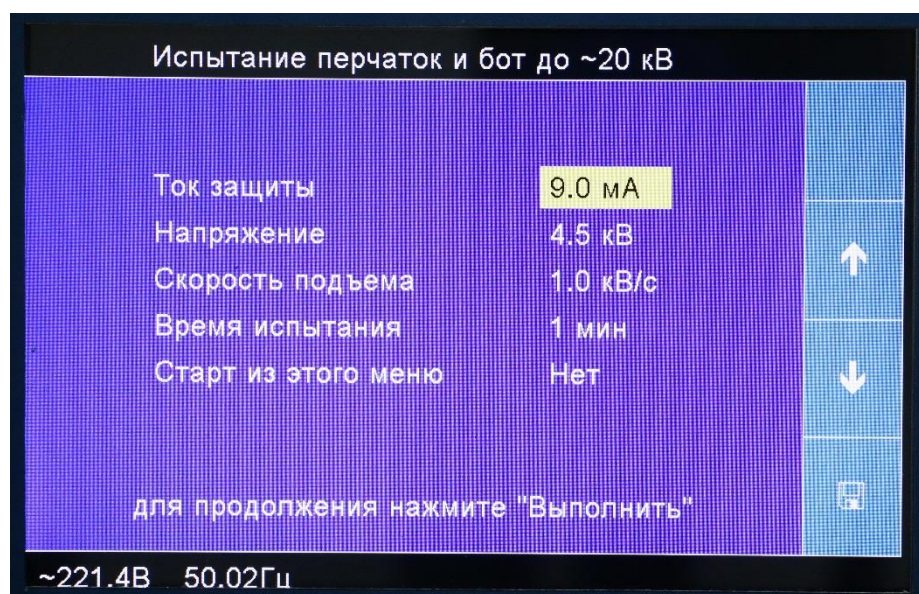 Испытание перчаток и бот до ~20 кВ
Ток защиты 9.0 мА
Напряжение 4.5 кВ
Скорость подъема 1.0 кВ/с
Время испытания 1 мин
Старт из этого меню Нет
для продолжения нажмите "Выполнить"
~221.4В 50.02Гц